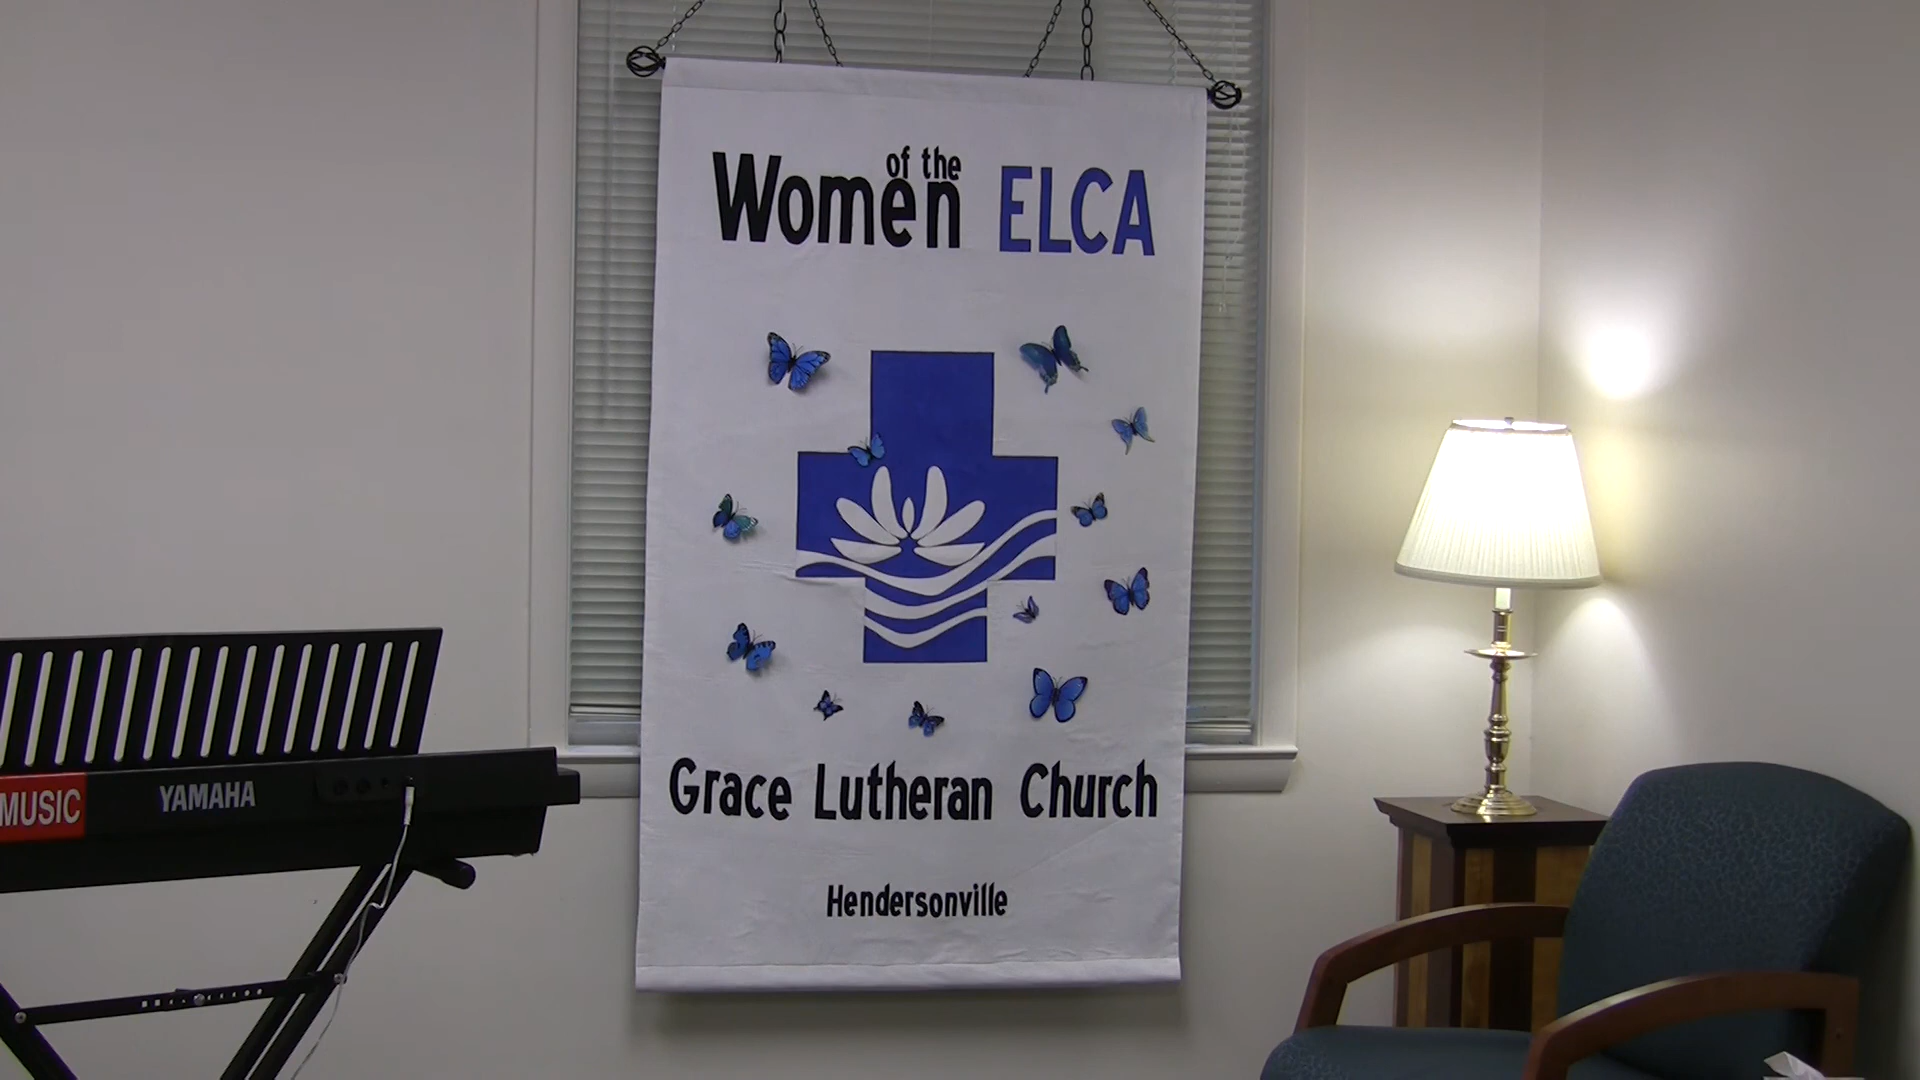 Women of the ELCA
Grace Lutheran Church
Hendersonville
MUSIC
YAMAHA